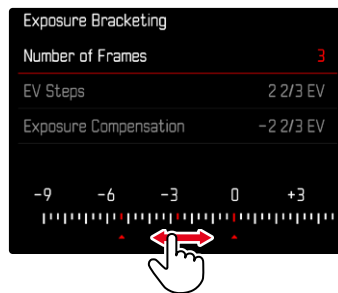 Exposure Bracketing
Number of Frames 3
EV Steps 2 2/3 EV
Exposure Compensation -2 2/3 EV
-9 -6 -3 0 +3